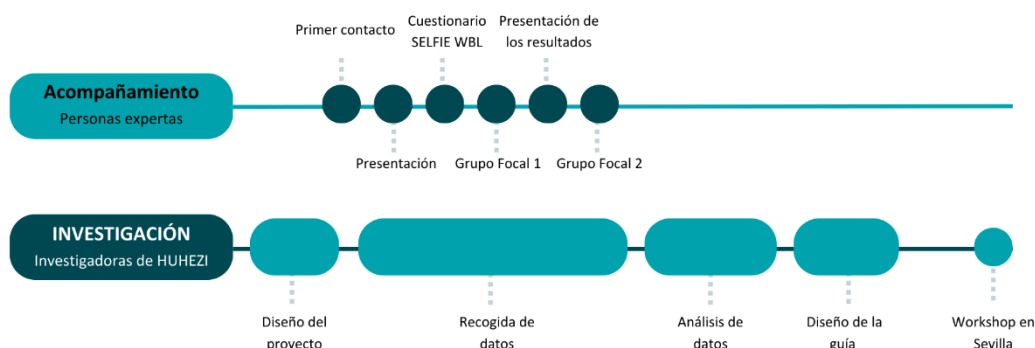 Primer contacto
Cuestionario
SELFIE WBL
Presentación de
los resultados
Acompañamiento
Personas expertas
Presentación
Grupo Focal 1
Grupo Focal 2
INVESTIGACIÓN
Investigadoras de HUHEZI
Diseño del
proyecto
Recogida de
datos
Análisis de
datos
Diseño de la
guía
Workshop en
Sevilla